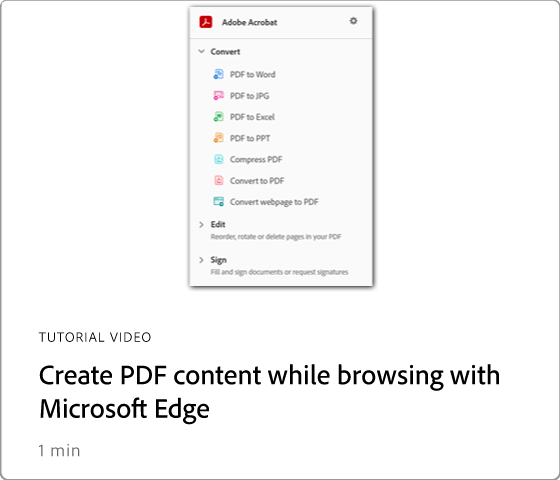 Adobe Acrobat
Convert
PDF to Word
PDF to JPG
PDF to Excel
PDF to PPT
Compress PDF
Convert to PDF
Convert webpage to PDF
Edit
Reorder, rotate or delete pages in your PDF
Sign
Fill and sign documents or request signatures
TUTORIAL VIDEO
Create PDF content while browsing with
Microsoft Edge
1 min